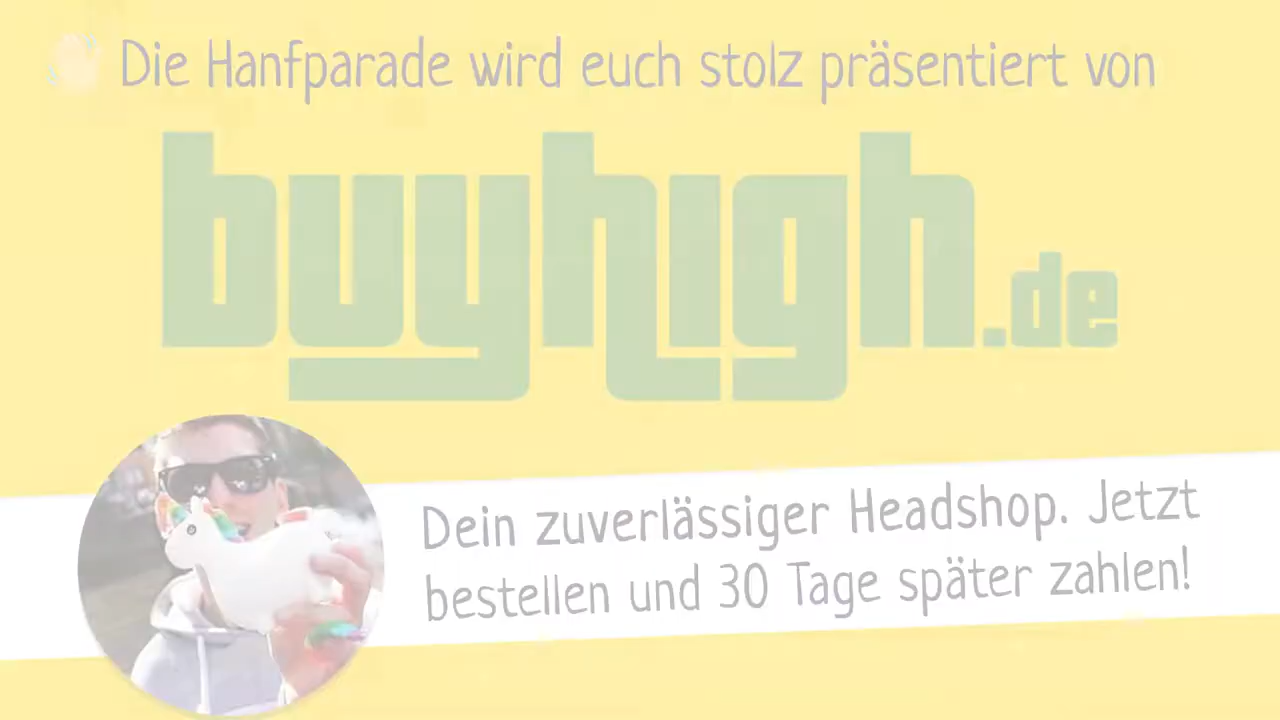 Die Hanfparade wird euch stolz präsentiert von
buyhigh.de
Dein zuverlässiger Headshop. Jetzt
bestellen und 30 Tage später zahlen!